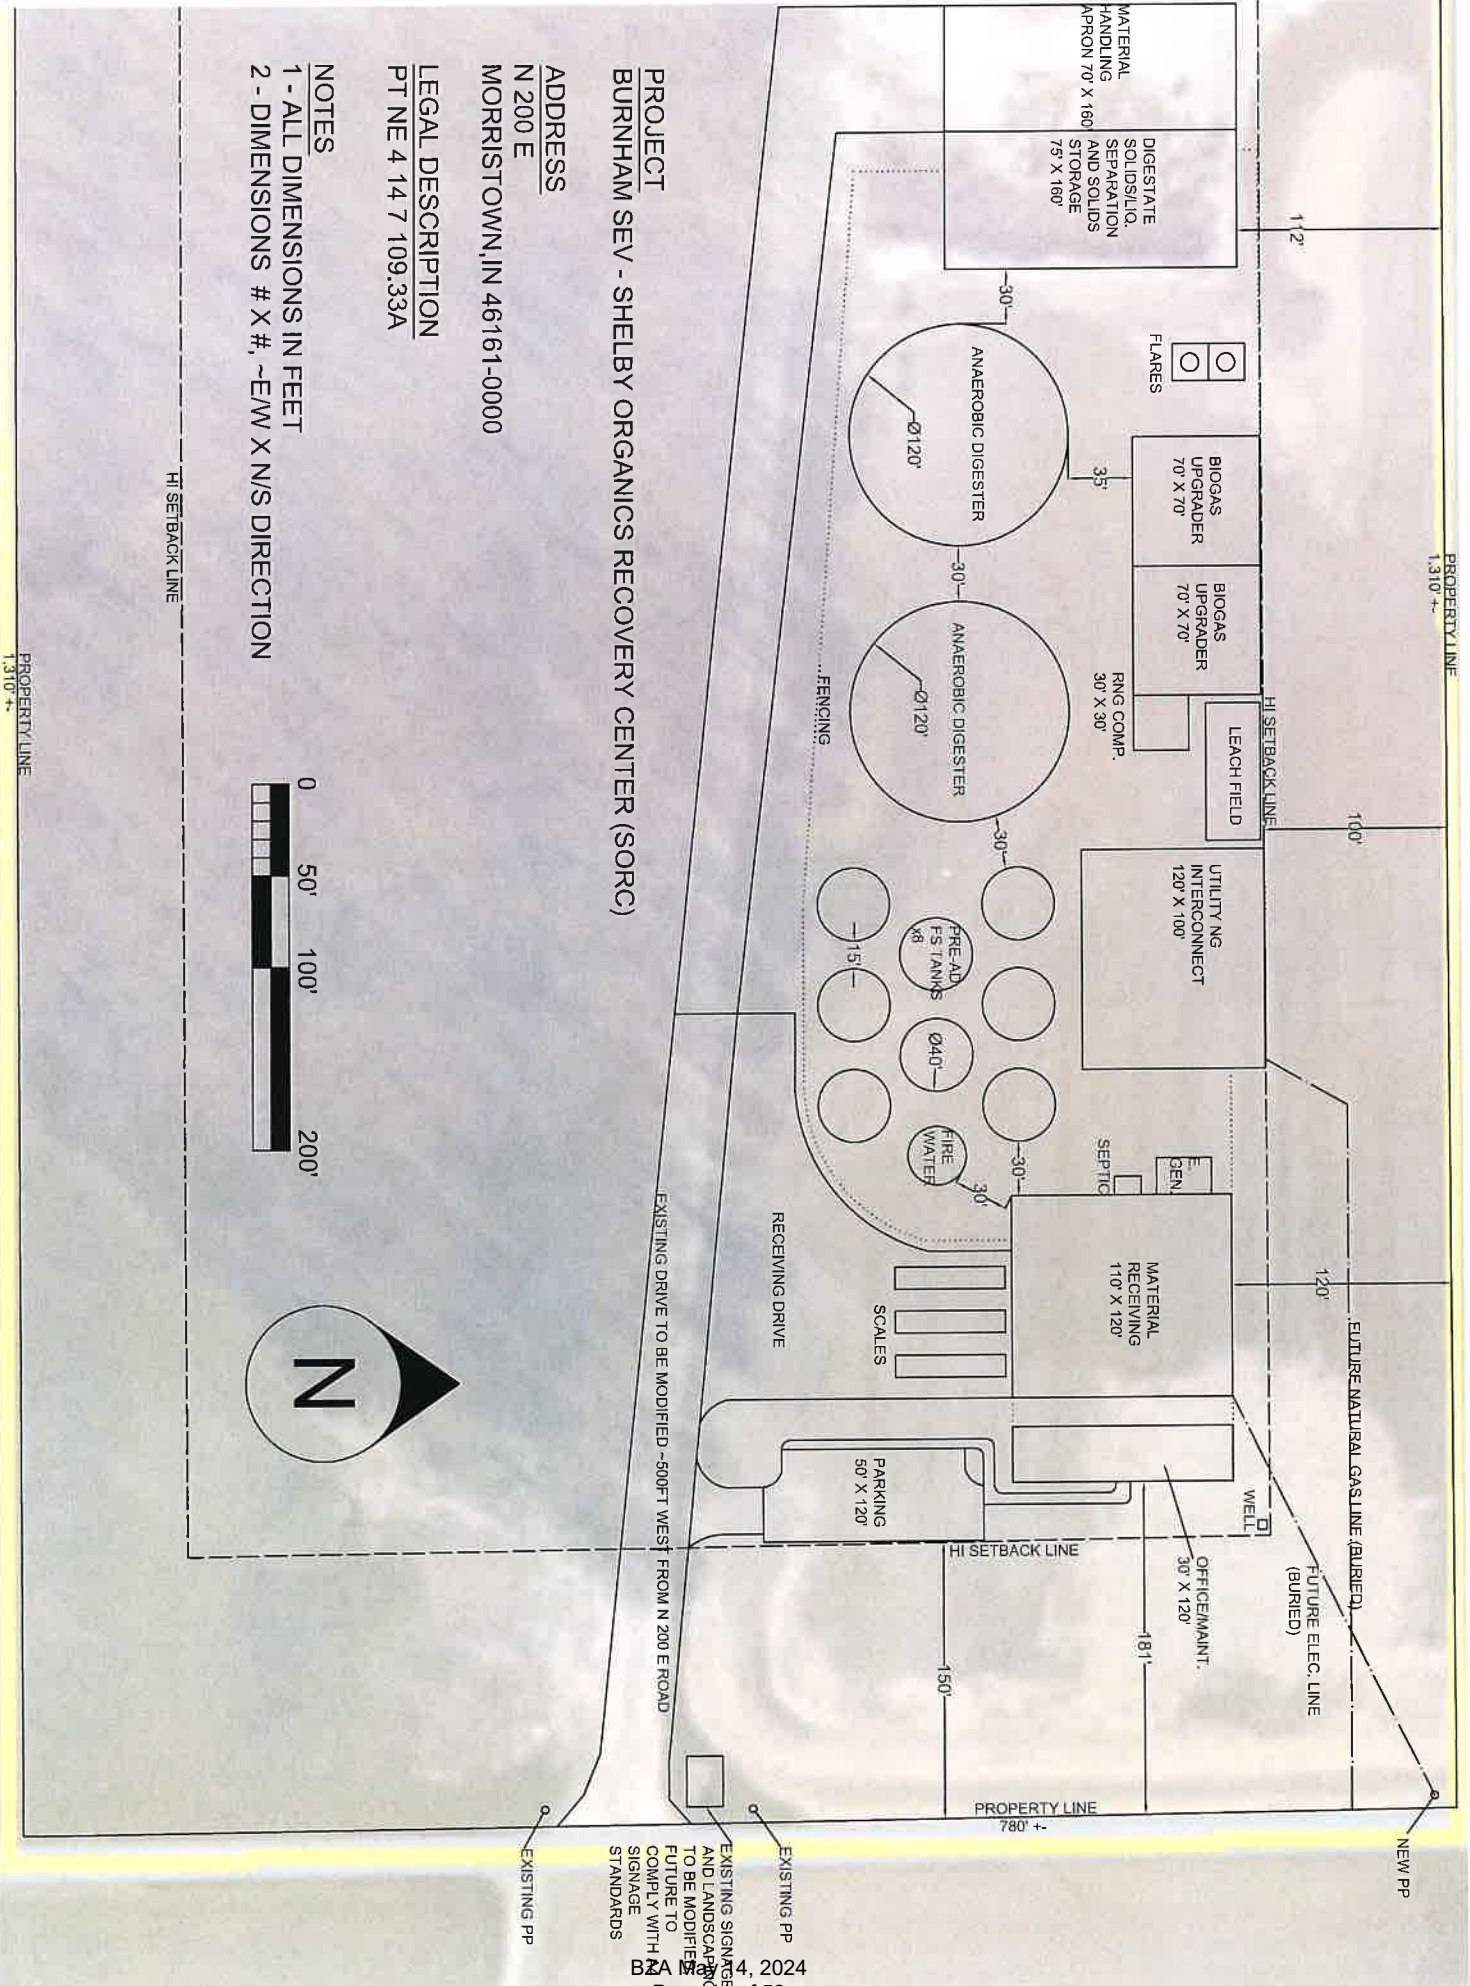 MATERIAL
HANDLING
APRON 70' X 160'
DIGESTATE
SOLIDS/LIQ.
SEPARATION
AND SOLIDS
STORAGE
75' X 160'
112'
30'
FLARES
ANAEROBIC DIGESTER
Ø120'
35'
BIOGAS
UPGRADER
70' X 70'
BIOGAS
UPGRADER
70' X 70'
RNG COMP.
30' X 30'
30'
ANAEROBIC DIGESTER
Ø120'
FENCING
LEACH FIELD
HI SETBACK LINE
PROPERTY LINE
1,310' +-
100'
UTILITY NG
INTERCONNECT
120' X 100'
30'
PRE-AD
FS TANKS
x8
15'
Ø40'
FIRE
WATER
30'
30'
SEPTIC
E.
GEN.
MATERIAL
RECEIVING
110' X 120'
120'
FUTURE NATURAL GAS LINE (BURIED)
SCALES
RECEIVING DRIVE
EXISTING DRIVE TO BE MODIFIED ~500FT WEST FROM N 200 E ROAD
PARKING
50' X 120'
WELL
OFFICE/MAINT.
30' X 120'
FUTURE ELEC. LINE
(BURIED)
HI SETBACK LINE
181'
150'
PROPERTY LINE
780' +-
NEW PP
EXISTING PP
EXISTING SIGNAGE
AND LANDSCAPING
TO BE MODIFIED
FUTURE TO
COMPLY WITH
SIGNAGE
STANDARDS
EXISTING PP
PROJECT
BURNHAM SEV - SHELBY ORGANICS RECOVERY CENTER (SORC)
ADDRESS
N 200 E
MORRISTOWN,IN 46161-0000
LEGAL DESCRIPTION
PT NE 4 14 7 109.33A
NOTES
1 - ALL DIMENSIONS IN FEET
2 - DIMENSIONS # X #, ~E/W X N/S DIRECTION
0 50' 100' 200'
N
HI SETBACK LINE
PROPERTY LINE
1,310' +-
BZA May 14, 2024